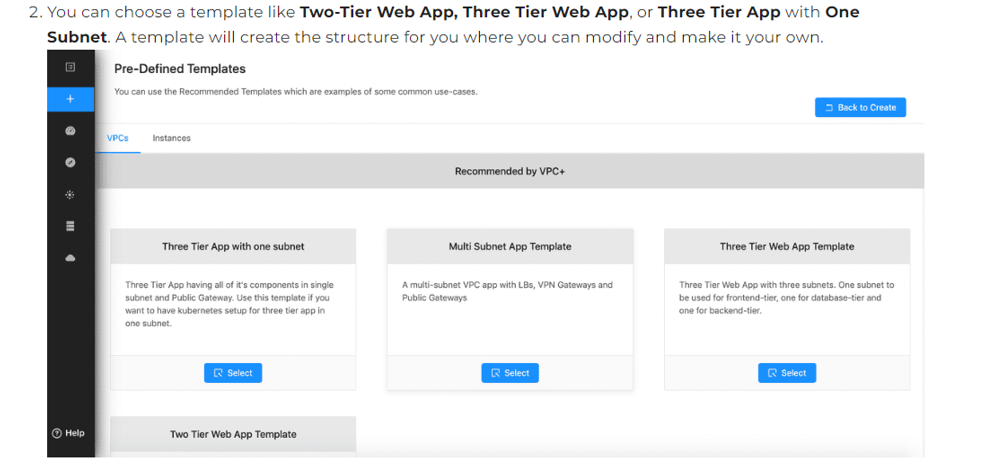 2. You can choose a template like Two-Tier Web App, Three Tier Web App, or Three Tier App with One
Subnet. A template will create the structure for you where you can modify and make it your own.
Pre-Defined Templates
You can use the Recommended Templates which are examples of some common use-cases.
Back to Create
VPCs
Instances
Recommended by VPC+
Three Tier App with one subnet
Three Tier App having all of it's components in single
subnet and Public Gateway. Use this template if you
want to have kubernetes setup for three tier app in
one subnet.
Select
Multi Subnet App Template
A multi-subnet VPC app with LBs, VPN Gateways and
Public Gateways
Select
Three Tier Web App Template
Three Tier Web App with three subnets. One subnet to
be used for frontend-tier, one for database-tier and
one for backend-tier.
Select
Two Tier Web App Template
Help